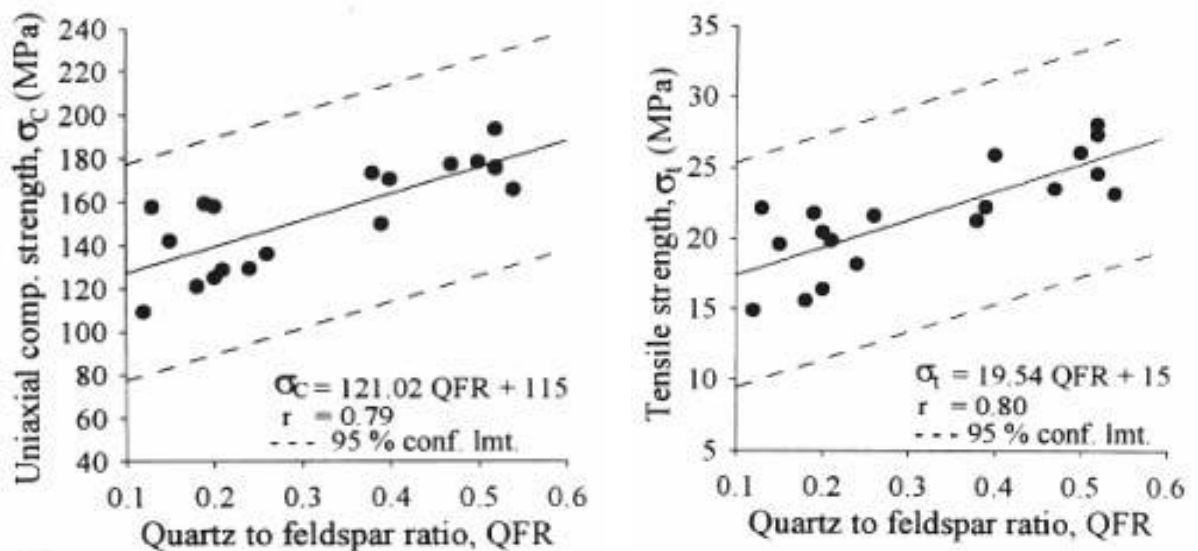 Uniaxial comp. strength, σC (MPa)
240
220
200
180
160
140
120
100
80
60
40
σC = 121.02 QFR + 115
r = 0.79
--- 95 % conf. lmt.
0.1 0.2 0.3 0.4 0.5 0.6
Quartz to feldspar ratio, QFR
Tensile strength, σt (MPa)
35
30
25
20
15
10
5
σt = 19.54 QFR + 15
r = 0.80
--- 95 % conf. lmt.
0.1 0.2 0.3 0.4 0.5 0.6
Quartz to feldspar ratio, QFR